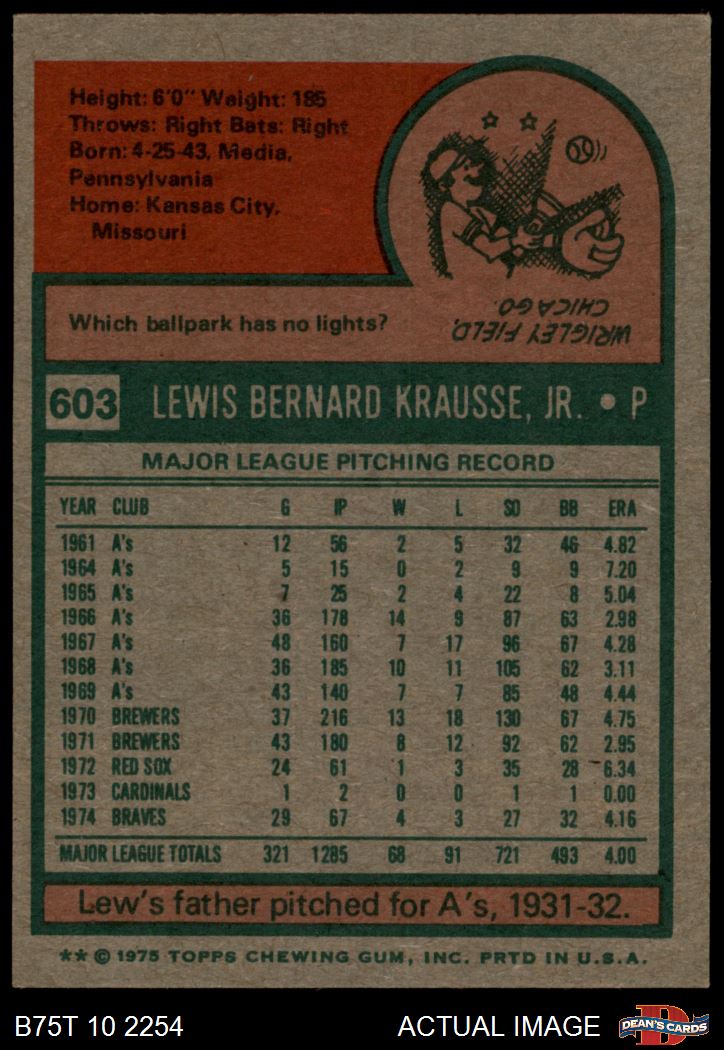 Height: 6'0" Weight: 185
Throws: Right Bats: Right
Born: 4-25-43, Media,
Pennsylvania
Home: Kansas City,
Missouri
Which ballpark has no lights?
WRIGLEY FIELD,
CHICAGO.
603 LEWIS BERNARD KRAUSSE, JR. • P
MAJOR LEAGUE PITCHING RECORD
YEAR CLUB G IP W L SO BB ERA
1961 A's 12 56 2 5 32 46 4.82
1964 A's 5 15 0 2 9 9 7.20
1965 A's 7 25 2 4 22 8 5.04
1966 A's 36 178 14 9 87 63 2.98
1967 A's 48 160 7 17 96 67 4.28
1968 A's 36 185 10 11 105 62 3.11
1969 A's 43 140 7 7 85 48 4.44
1970 BREWERS 37 216 13 18 130 67 4.75
1971 BREWERS 43 180 8 12 92 62 2.95
1972 RED SOX 24 61 1 3 35 28 6.34
1973 CARDINALS 1 2 0 0 1 1 0.00
1974 BRAVES 29 67 4 3 27 32 4.16
MAJOR LEAGUE TOTALS 321 1285 68 91 721 493 4.00
Lew's father pitched for A's, 1931-32.
** © 1975 TOPPS CHEWING GUM, INC. PRTD IN U.S.A.
B75T 10 2254 ACTUAL IMAGE DEAN'S CARDS